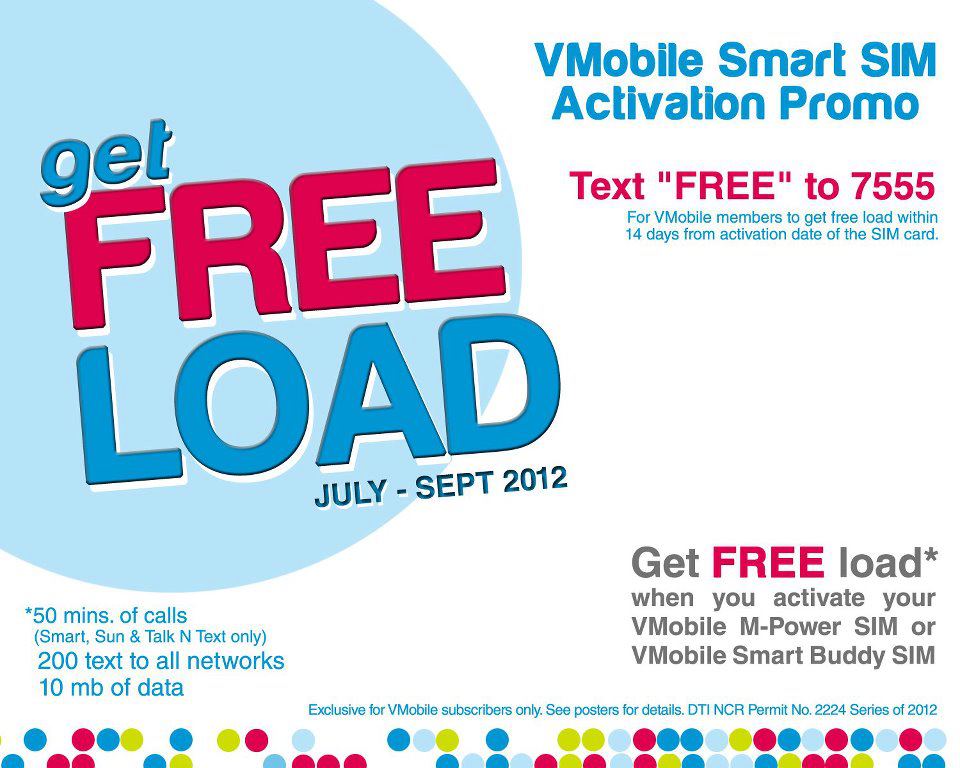 VMobile Smart SIM
Activation Promo
get
FREE
LOAD
JULY - SEPT 2012
Text "FREE" to 7555
For VMobile members to get free load within
14 days from activation date of the SIM card.
Get FREE load*
when you activate your
VMobile M-Power SIM or
VMobile Smart Buddy SIM
*50 mins. of calls
(Smart, Sun & Talk N Text only)
200 text to all networks
10 mb of data
Exclusive for VMobile subscribers only. See posters for details. DTI NCR Permit No. 2224 Series of 2012